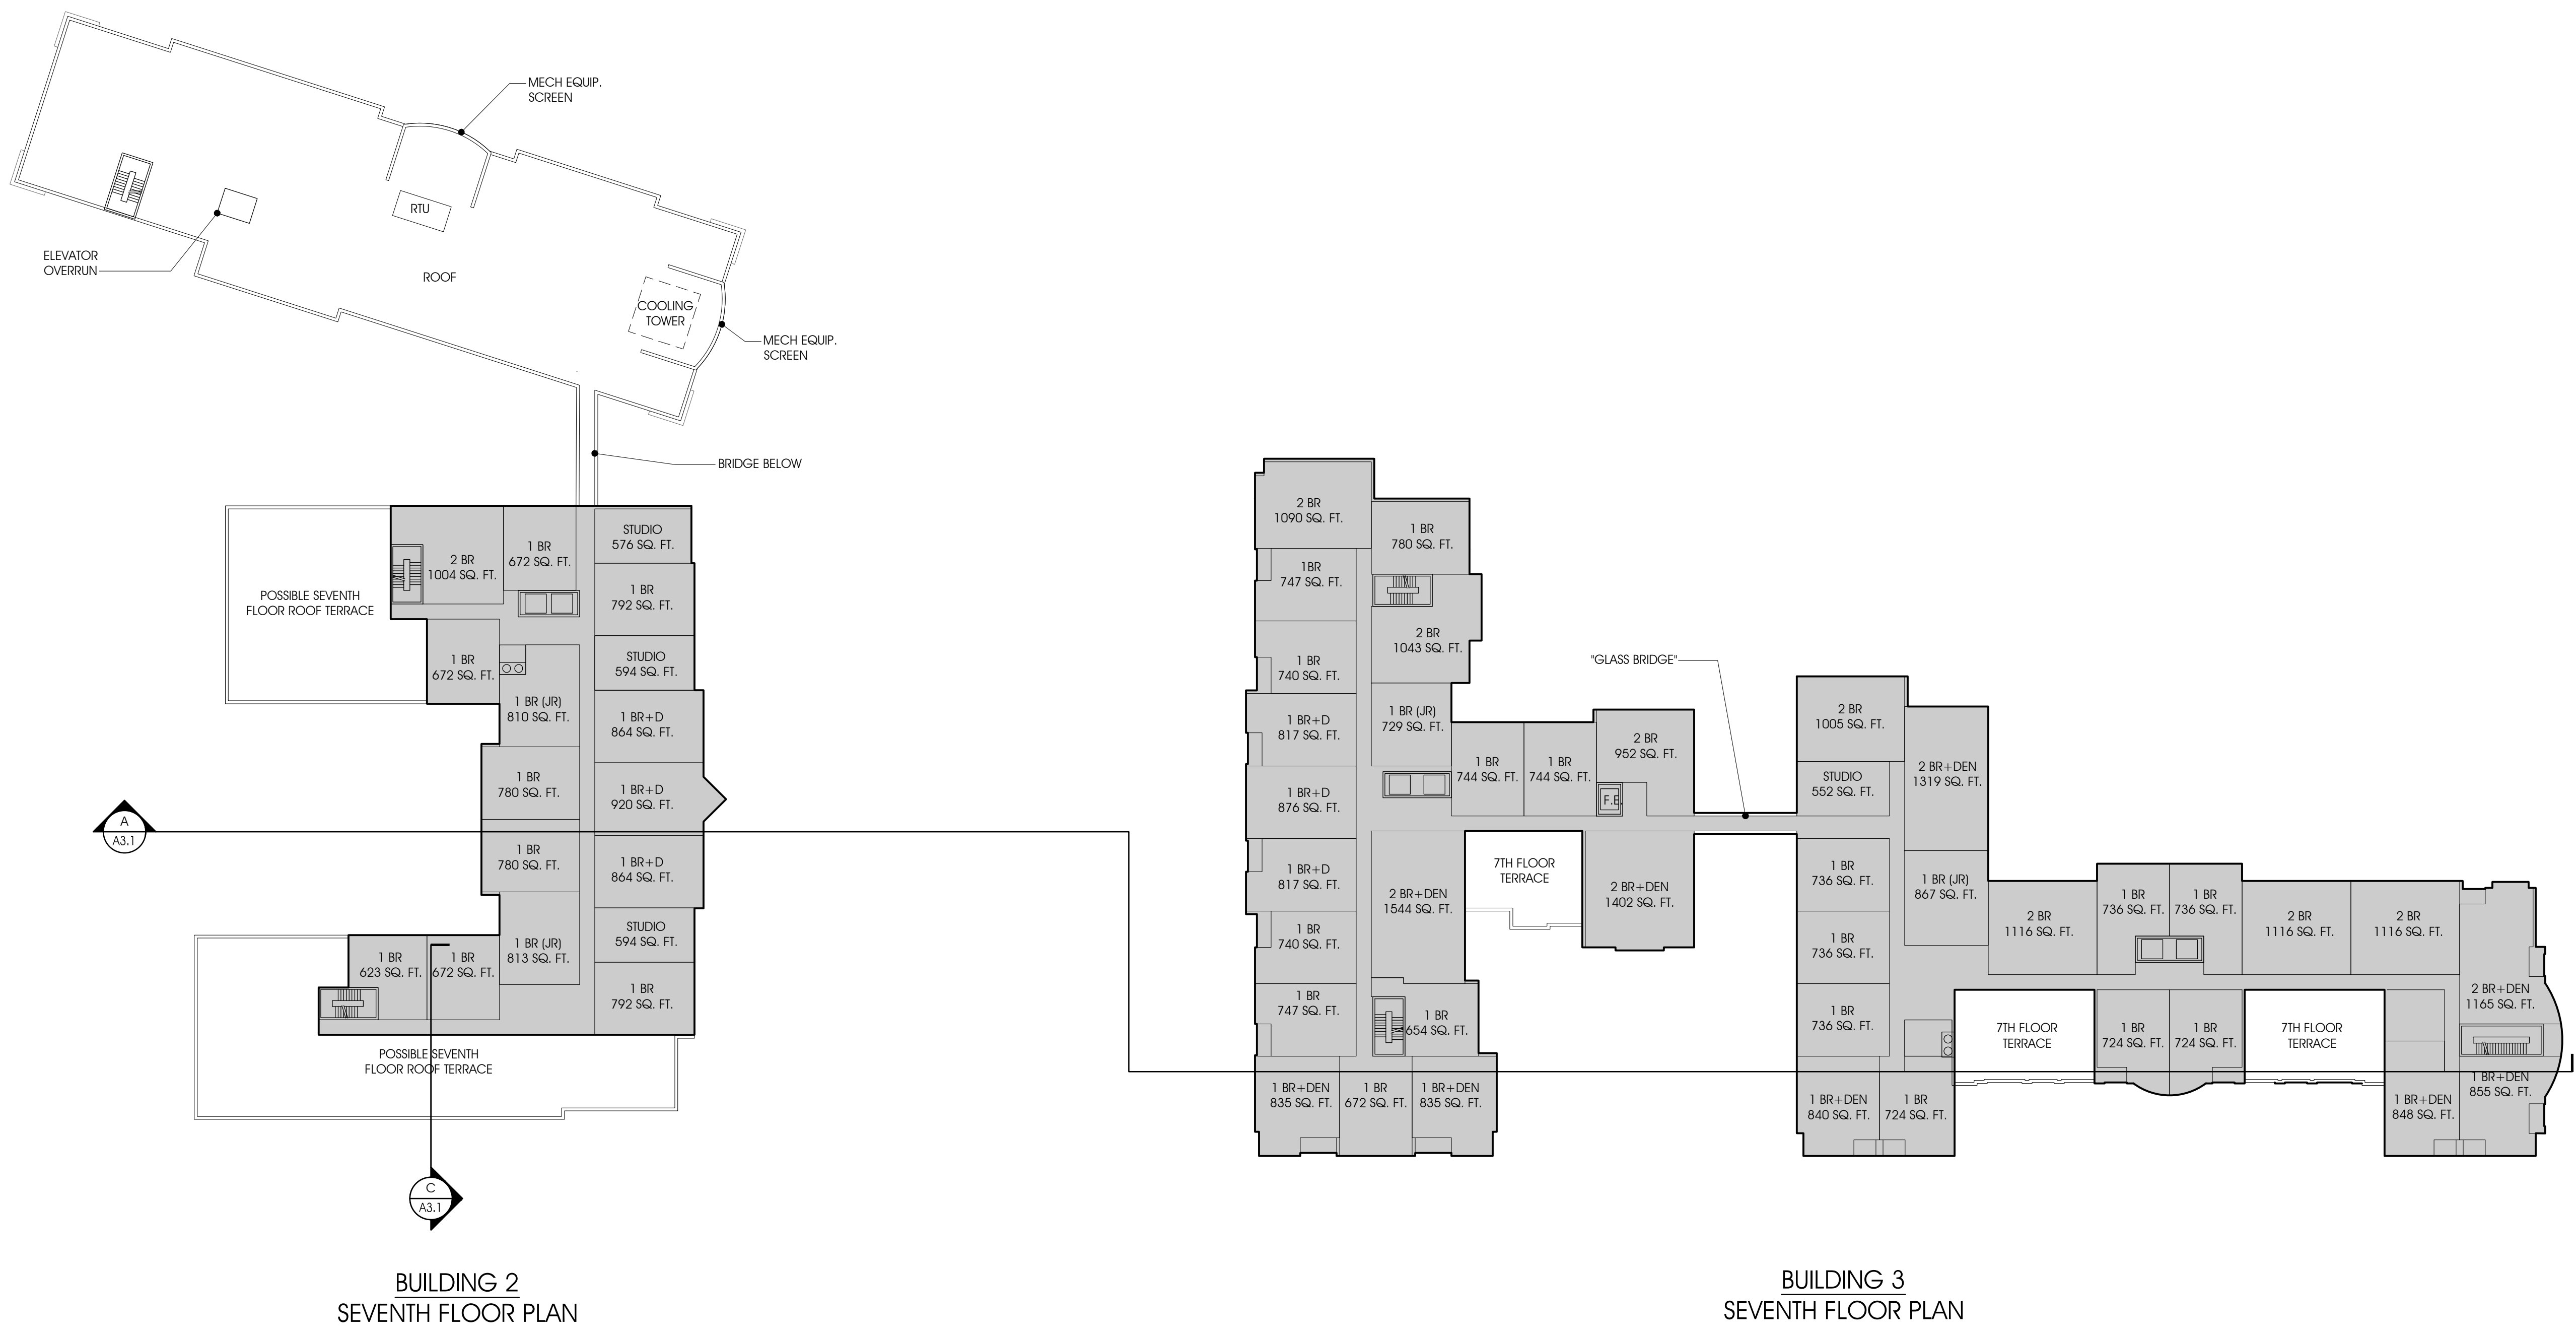 MECH EQUIP.
SCREEN
RTU
ELEVATOR
OVERRUN
ROOF
COOLING
TOWER
MECH EQUIP.
SCREEN
BRIDGE BELOW
POSSIBLE SEVENTH
FLOOR ROOF TERRACE
2 BR
1004 SQ. FT.
1 BR
672 SQ. FT.
STUDIO
576 SQ. FT.
1 BR
792 SQ. FT.
1 BR
672 SQ. FT.
STUDIO
594 SQ. FT.
1 BR (JR)
810 SQ. FT.
1 BR+D
864 SQ. FT.
1 BR
780 SQ. FT.
1 BR+D
920 SQ. FT.
A
A3.1
1 BR
780 SQ. FT.
1 BR+D
864 SQ. FT.
1 BR
623 SQ. FT.
1 BR
672 SQ. FT.
1 BR (JR)
813 SQ. FT.
STUDIO
594 SQ. FT.
1 BR
792 SQ. FT.
POSSIBLE SEVENTH
FLOOR ROOF TERRACE
C
A3.1
BUILDING 2
SEVENTH FLOOR PLAN
2 BR
1090 SQ. FT.
1 BR
780 SQ. FT.
1BR
747 SQ. FT.
2 BR
1043 SQ. FT.
1 BR
740 SQ. FT.
1 BR+D
817 SQ. FT.
1 BR (JR)
729 SQ. FT.
1 BR
744 SQ. FT.
1 BR
744 SQ. FT.
2 BR
952 SQ. FT.
F.E.
"GLASS BRIDGE"
1 BR+D
876 SQ. FT.
1 BR+D
817 SQ. FT.
2 BR+DEN
1544 SQ. FT.
7TH FLOOR
TERRACE
2 BR+DEN
1402 SQ. FT.
1 BR
740 SQ. FT.
1 BR
747 SQ. FT.
1 BR
654 SQ. FT.
1 BR+DEN
835 SQ. FT.
1 BR
672 SQ. FT.
1 BR+DEN
835 SQ. FT.
2 BR
1005 SQ. FT.
STUDIO
552 SQ. FT.
2 BR+DEN
1319 SQ. FT.
1 BR
736 SQ. FT.
1 BR (JR)
867 SQ. FT.
1 BR
736 SQ. FT.
1 BR
736 SQ. FT.
1 BR+DEN
840 SQ. FT.
1 BR
724 SQ. FT.
2 BR
1116 SQ. FT.
1 BR
736 SQ. FT.
1 BR
736 SQ. FT.
2 BR
1116 SQ. FT.
2 BR
1116 SQ. FT.
2 BR+DEN
1165 SQ. FT.
7TH FLOOR
TERRACE
1 BR
724 SQ. FT.
1 BR
724 SQ. FT.
7TH FLOOR
TERRACE
1 BR+DEN
848 SQ. FT.
1 BR+DEN
855 SQ. FT.
BUILDING 3
SEVENTH FLOOR PLAN